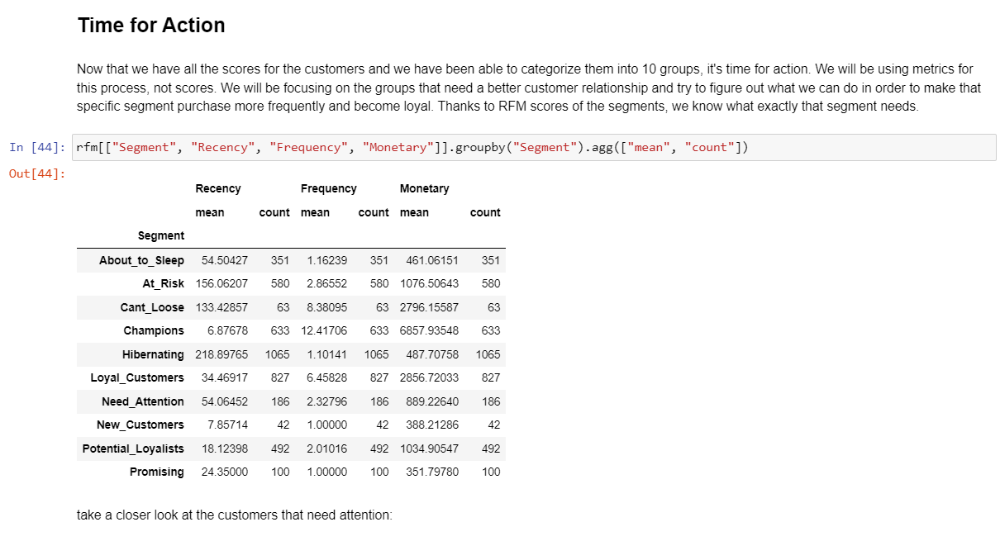 Time for Action
Now that we have all the scores for the customers and we have been able to categorize them into 10 groups, it's time for action. We will be using metrics for
this process, not scores. We will be focusing on the groups that need a better customer relationship and try to figure out what we can do in order to make that
specific segment purchase more frequently and become loyal. Thanks to RFM scores of the segments, we know what exactly that segment needs.
In [44]: rfm[["Segment", "Recency", "Frequency", "Monetary"]].groupby("Segment").agg(["mean", "count"])
Out[44]:
Recency Frequency Monetary
mean count mean count mean count
Segment
About_to_Sleep 54.50427 351 1.16239 351 461.06151 351
At_Risk 156.06207 580 2.86552 580 1076.50643 580
Cant_Loose 133.42857 63 8.38095 63 2796.15587 63
Champions 6.87678 633 12.41706 633 6857.93548 633
Hibernating 218.89765 1065 1.10141 1065 487.70758 1065
Loyal_Customers 34.46917 827 6.45828 827 2856.72033 827
Need_Attention 54.06452 186 2.32796 186 889.22640 186
New_Customers 7.85714 42 1.00000 42 388.21286 42
Potential_Loyalists 18.12398 492 2.01016 492 1034.90547 492
Promising 24.35000 100 1.00000 100 351.79780 100
take a closer look at the customers that need attention: